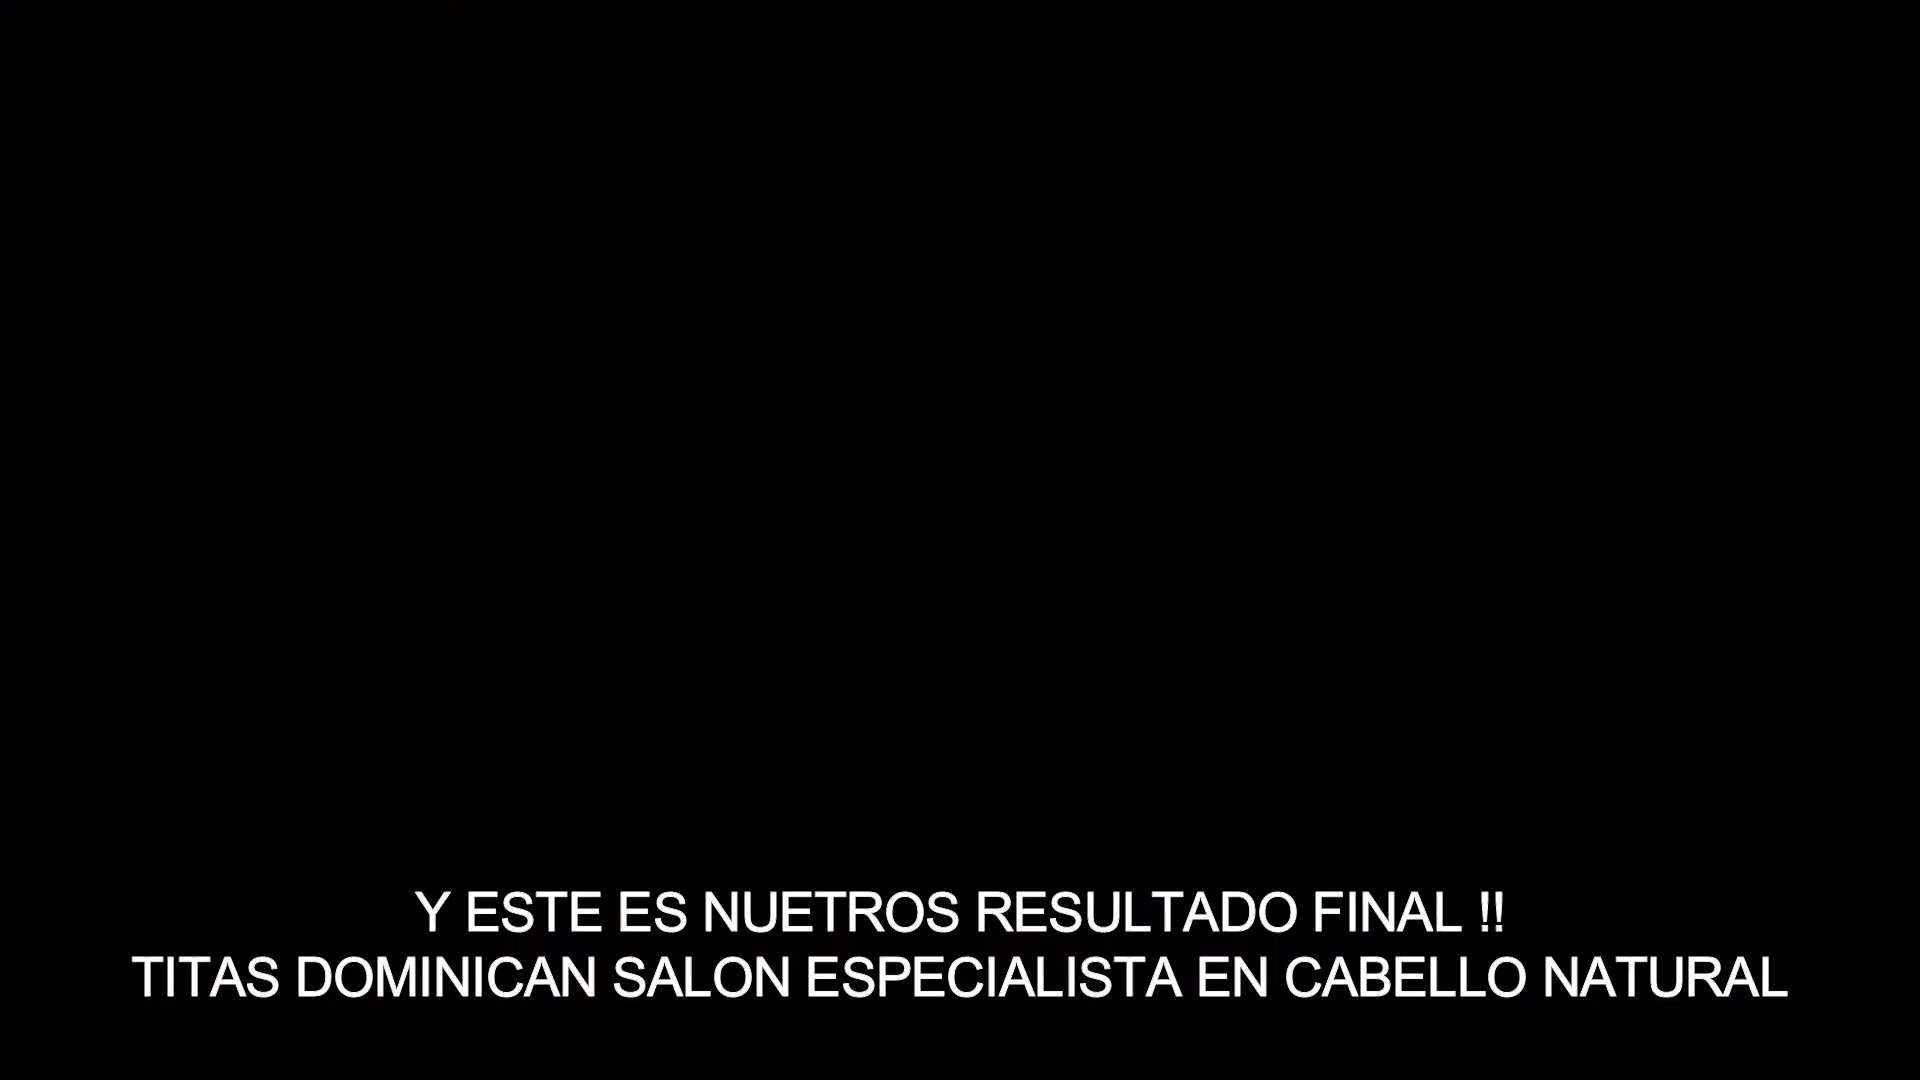 Y ESTE ES NUETROS RESULTADO FINAL !!
TITAS DOMINICAN SALON ESPECIALISTA EN CABELLO NATURAL